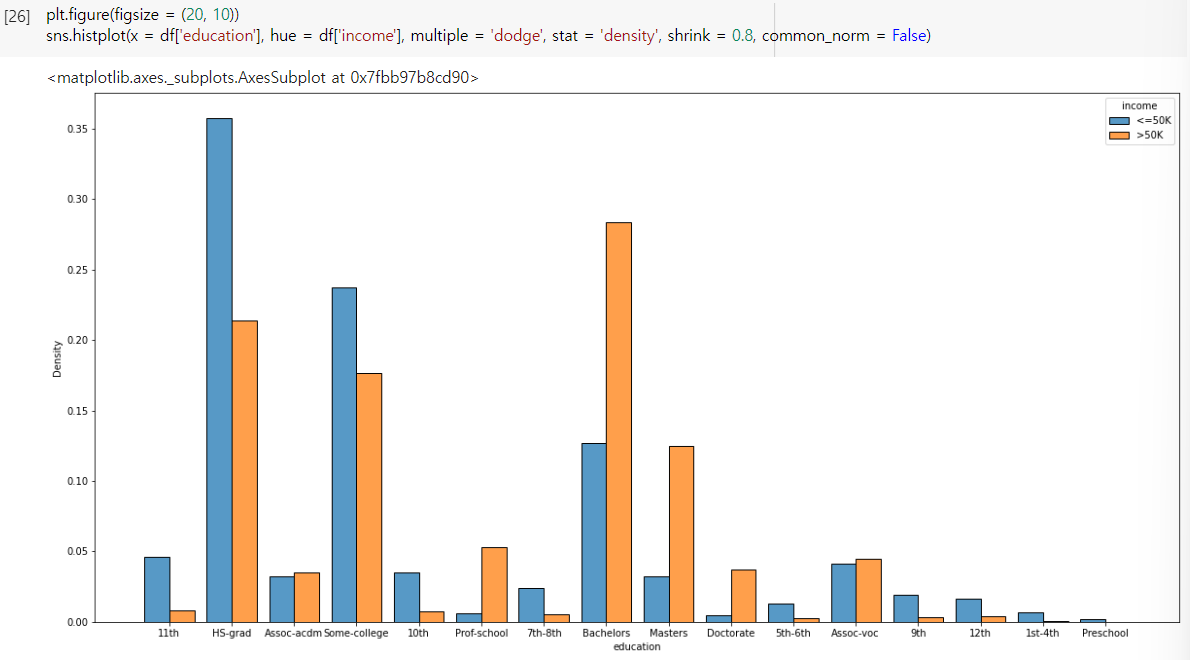 [26] plt.figure(figsize = (20, 10))
sns.histplot(x = df['education'], hue = df['income'], multiple = 'dodge', stat = 'density', shrink = 0.8, common_norm = False)
<matplotlib.axes._subplots.AxesSubplot at 0x7fbb97b8cd90>
income
<=50K
>50K
0.35
0.30
0.25
0.20
0.15
0.10
0.05
0.00
Density
11th HS-grad Assoc-acdm Some-college 10th Prof-school 7th-8th Bachelors Masters Doctorate 5th-6th Assoc-voc 9th 12th 1st-4th Preschool
education